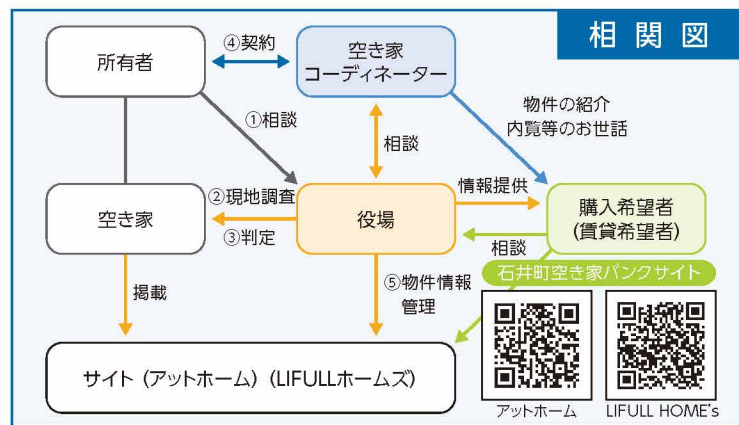 相関図
所有者
④契約
空き家
コーディネーター
物件の紹介
内覧等のお世話
①相談
相談
空き家
②現地調査
③判定
役場
情報提供
購入希望者
(賃貸希望者)
相談
石井町空き家バンクサイト
掲載
⑤物件情報
管理
サイト(アットホーム)(LIFULLホームズ)
アットホーム
LIFULL HOME's